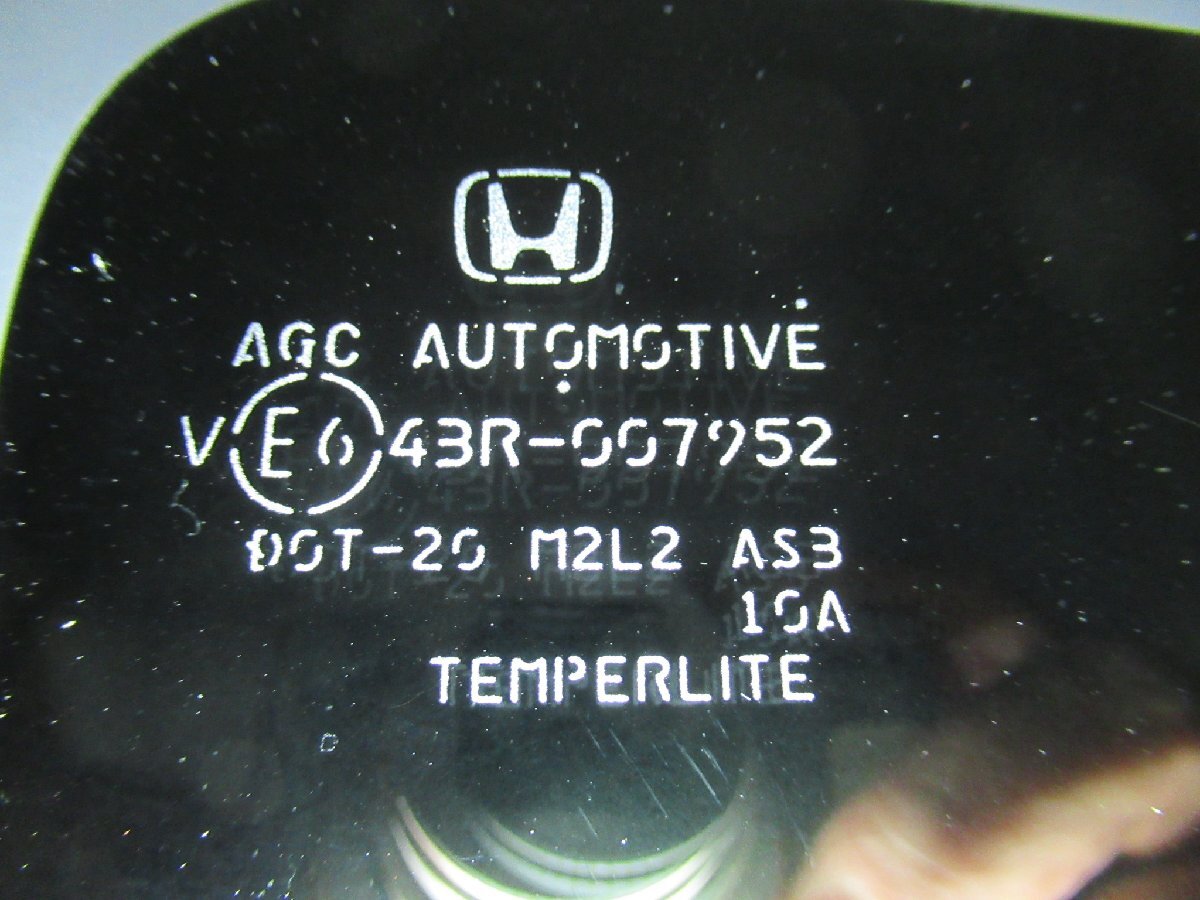 AGC AUTOMOTIVE
V E6 43R-007952
DOT-20 M2L2 AS3
10A
TEMPERLITE